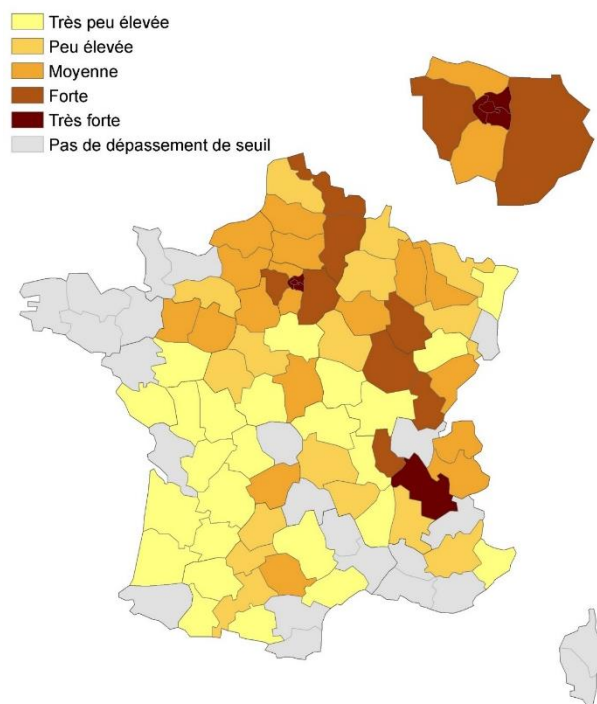 Très peu élevée
Peu élevée
Moyenne
Forte
Très forte
Pas de dépassement de seuil